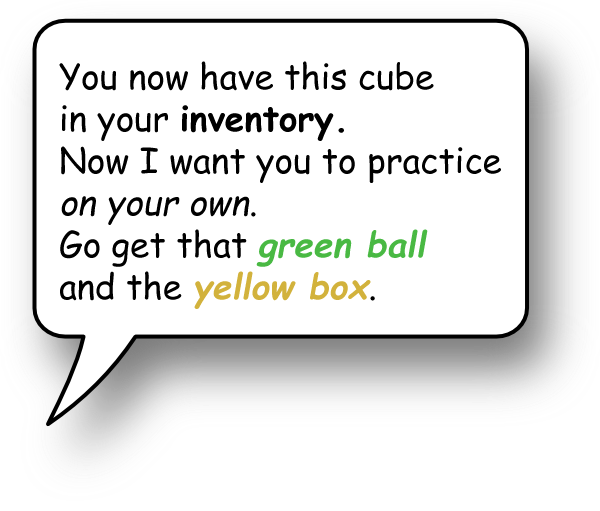 You now have this cube
in your inventory.
Now I want you to practice
on your own.
Go get that green ball
and the yellow box.